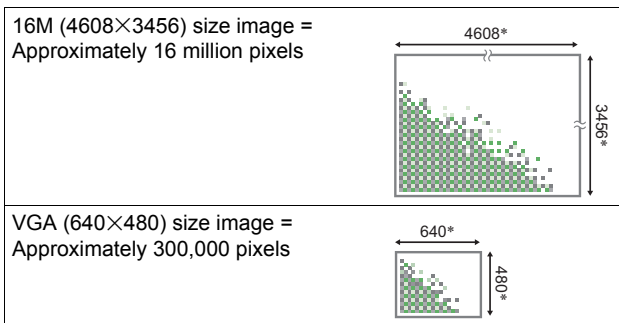 16M (4608×3456) size image =
Approximately 16 million pixels
4608*
3456*
VGA (640×480) size image =
Approximately 300,000 pixels
640*
480*